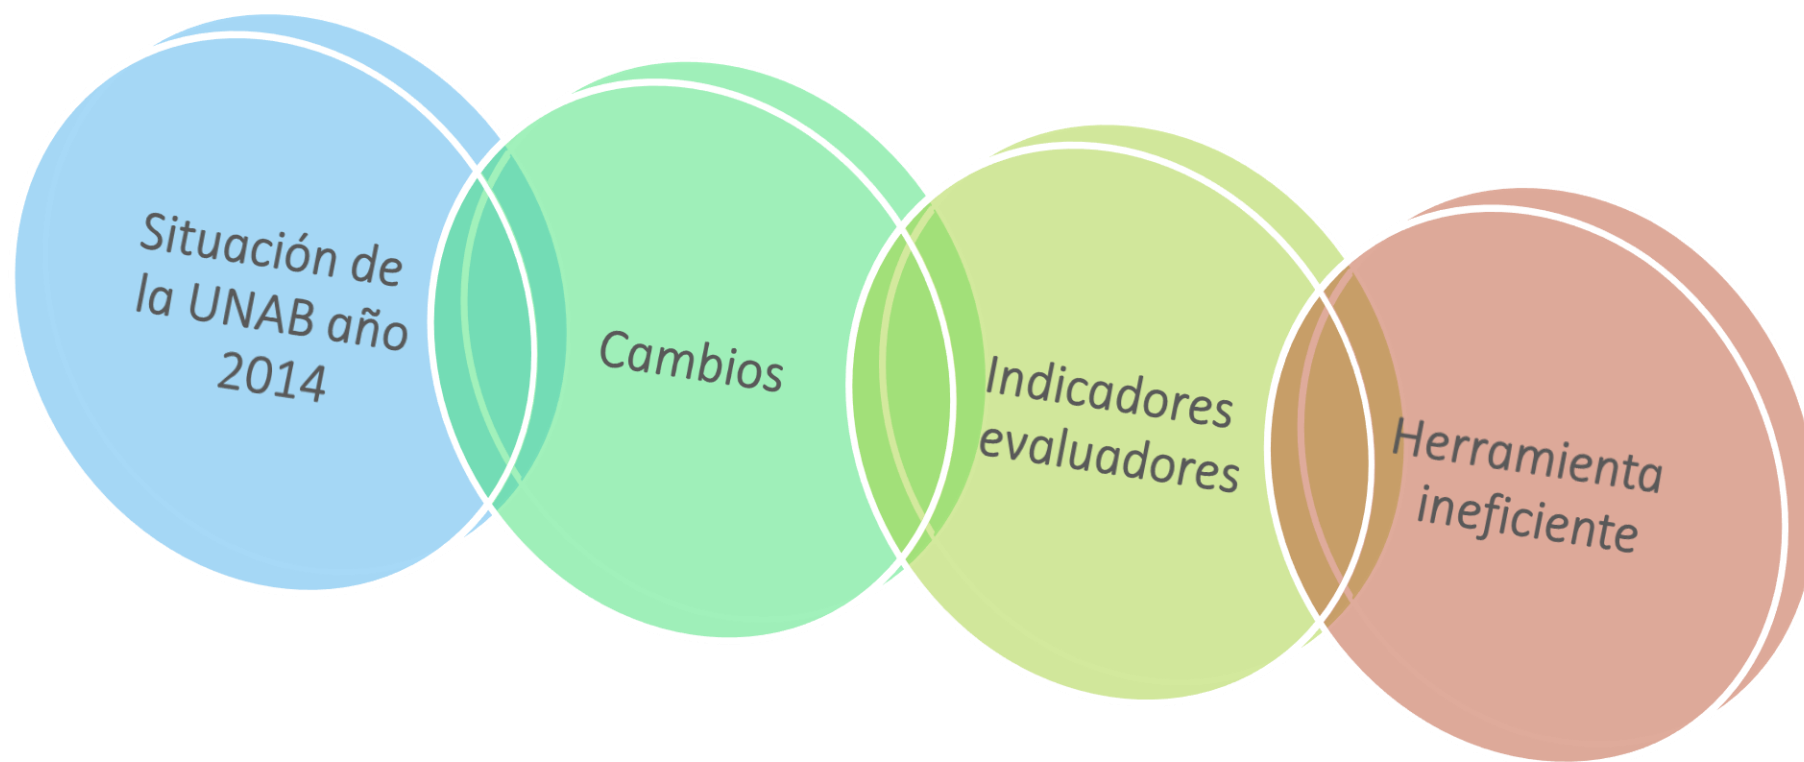 Situación de
la UNAB año
2014
Cambios
Indicadores
evaluadores
Herramienta
ineficiente